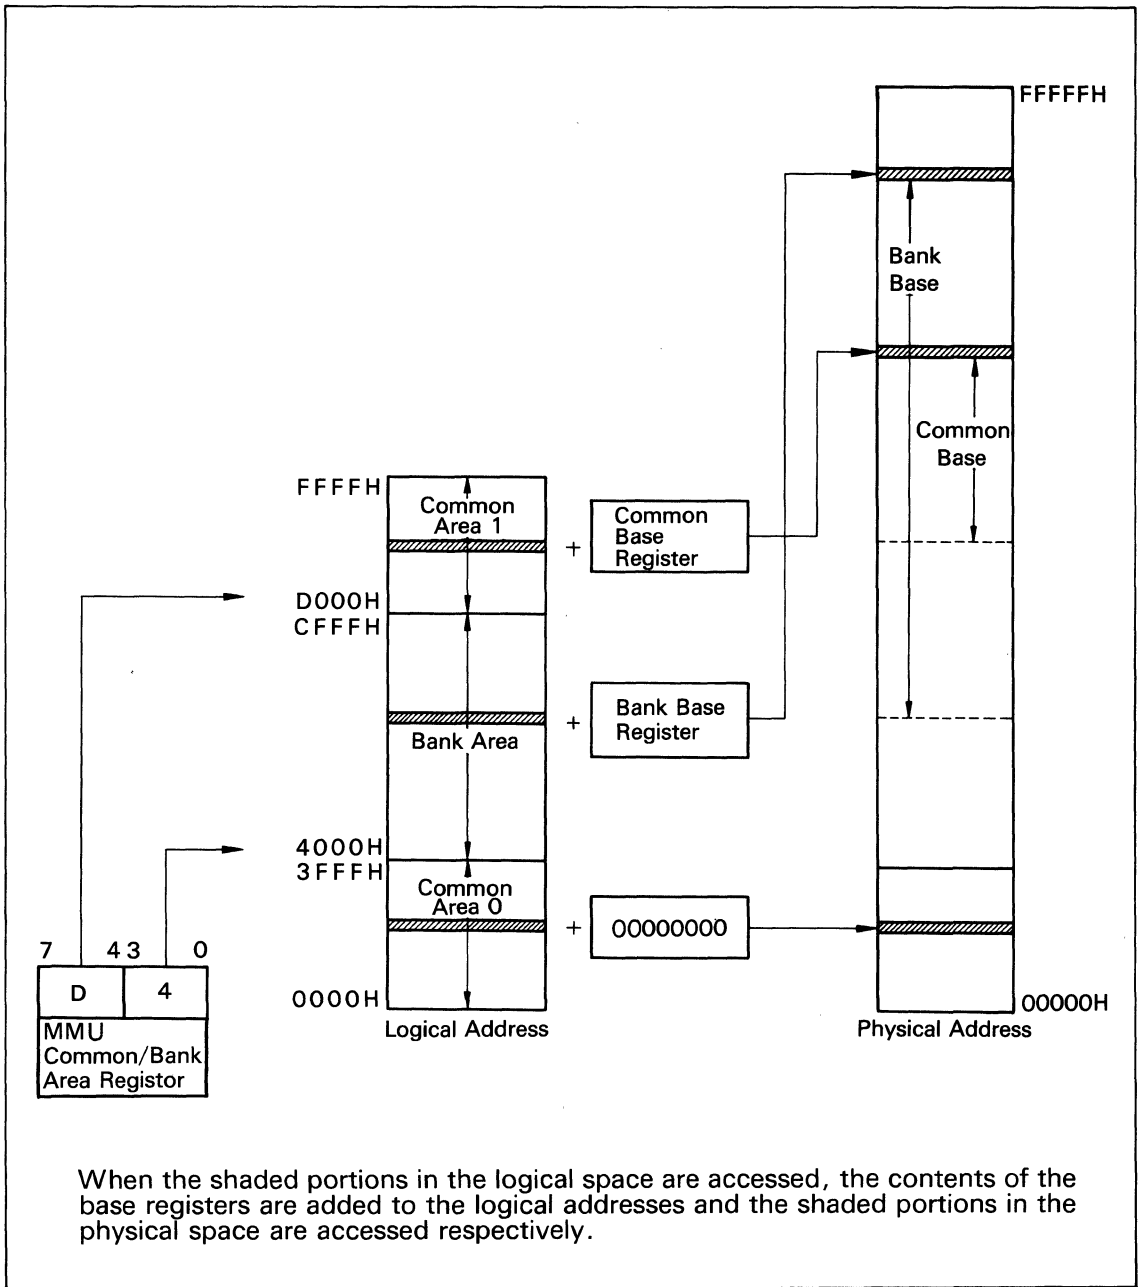 FFFFFH
Bank
Base
Common
Base
FFFFH
Common
Area 1
+
Common
Base
Register
D000H
CFFFH
Bank Area
+
Bank Base
Register
4000H
3FFFH
Common
Area 0
+
00000000
7 4 3 0
D 4
MMU
Common/Bank
Area Registor
0000H
Logical Address
00000H
Physical Address
When the shaded portions in the logical space are accessed, the contents of the
base registers are added to the logical addresses and the shaded portions in the
physical space are accessed respectively.